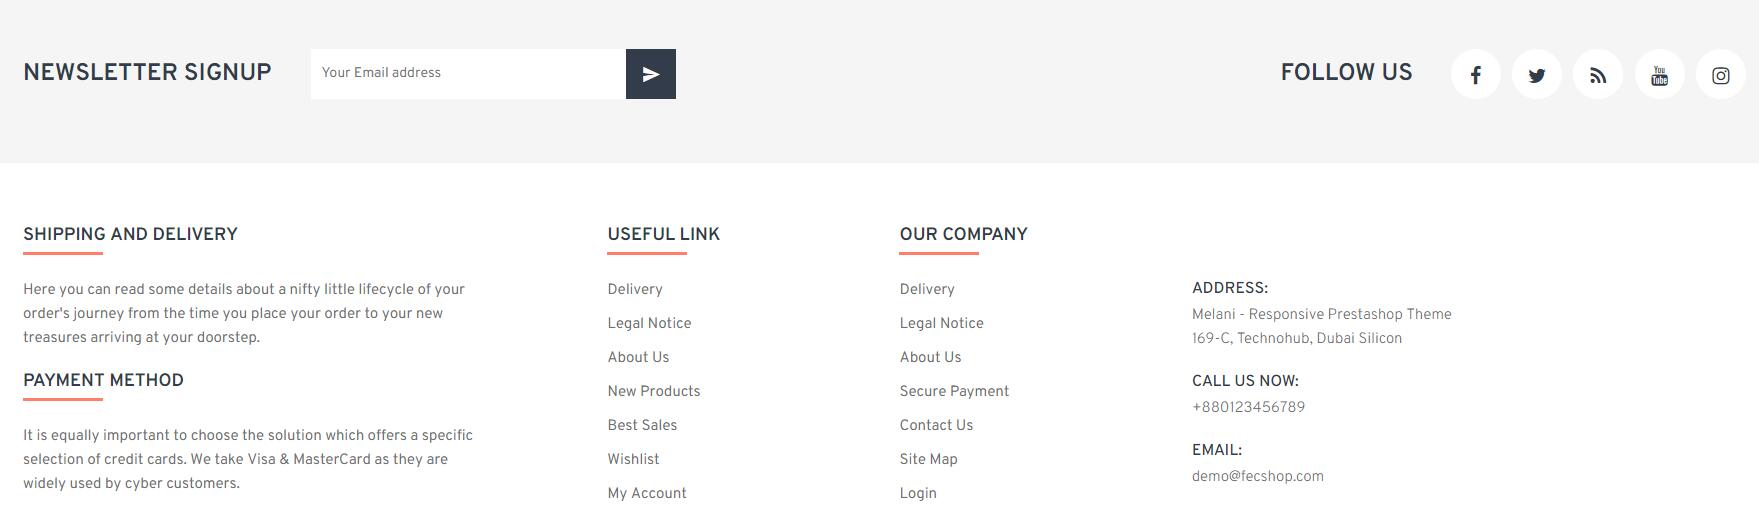 NEWSLETTER SIGNUP
Your Email address
FOLLOW US
You
Tube
SHIPPING AND DELIVERY
Here you can read some details about a nifty little lifecycle of your
order's journey from the time you place your order to your new
treasures arriving at your doorstep.
PAYMENT METHOD
It is equally important to choose the solution which offers a specific
selection of credit cards. We take Visa & MasterCard as they are
widely used by cyber customers.
USEFUL LINK
Delivery
Legal Notice
About Us
New Products
Best Sales
Wishlist
My Account
OUR COMPANY
Delivery
Legal Notice
About Us
Secure Payment
Contact Us
Site Map
Login
ADDRESS:
Melani - Responsive Prestashop Theme
169-C, Technohub, Dubai Silicon
CALL US NOW:
+880123456789
EMAIL:
demo@fecshop.com